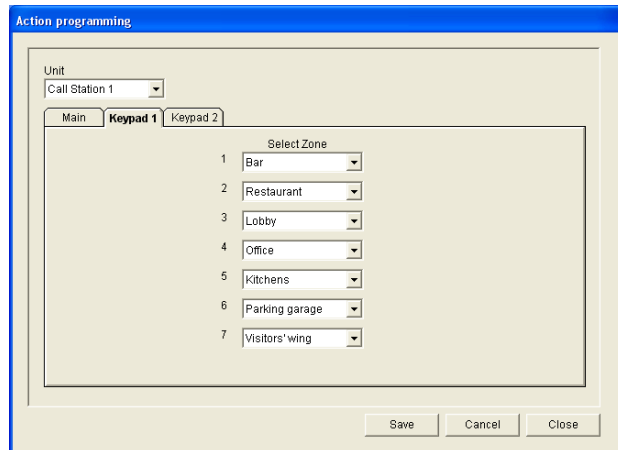 Action programming
Unit
Call Station 1
Main Keypad 1 Keypad 2
Select Zone
1 Bar
2 Restaurant
3 Lobby
4 Office
5 Kitchens
6 Parking garage
7 Visitors' wing
Save Cancel Close